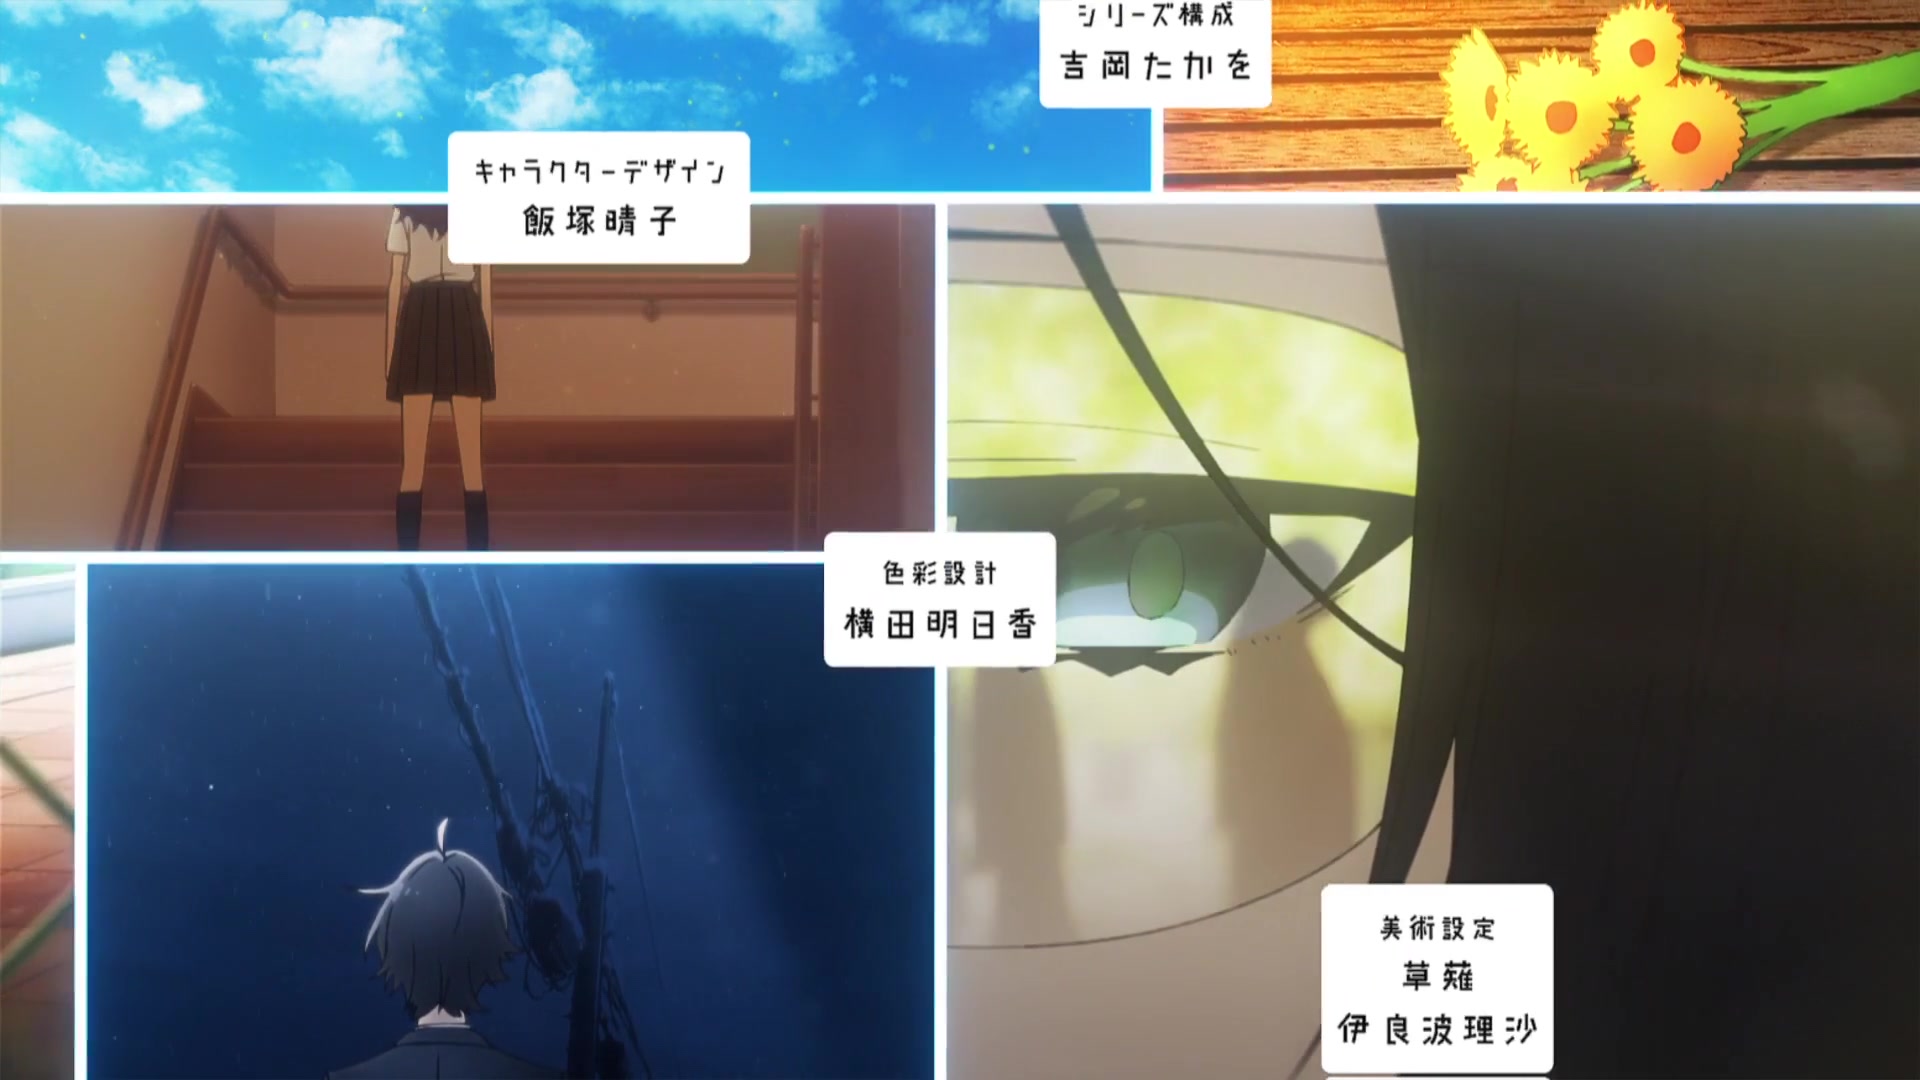 シリーズ構成
吉岡たかを
キャラクターデザイン
飯塚晴子
色彩設計
横田明日香
美術設定
草薙
伊良波理沙